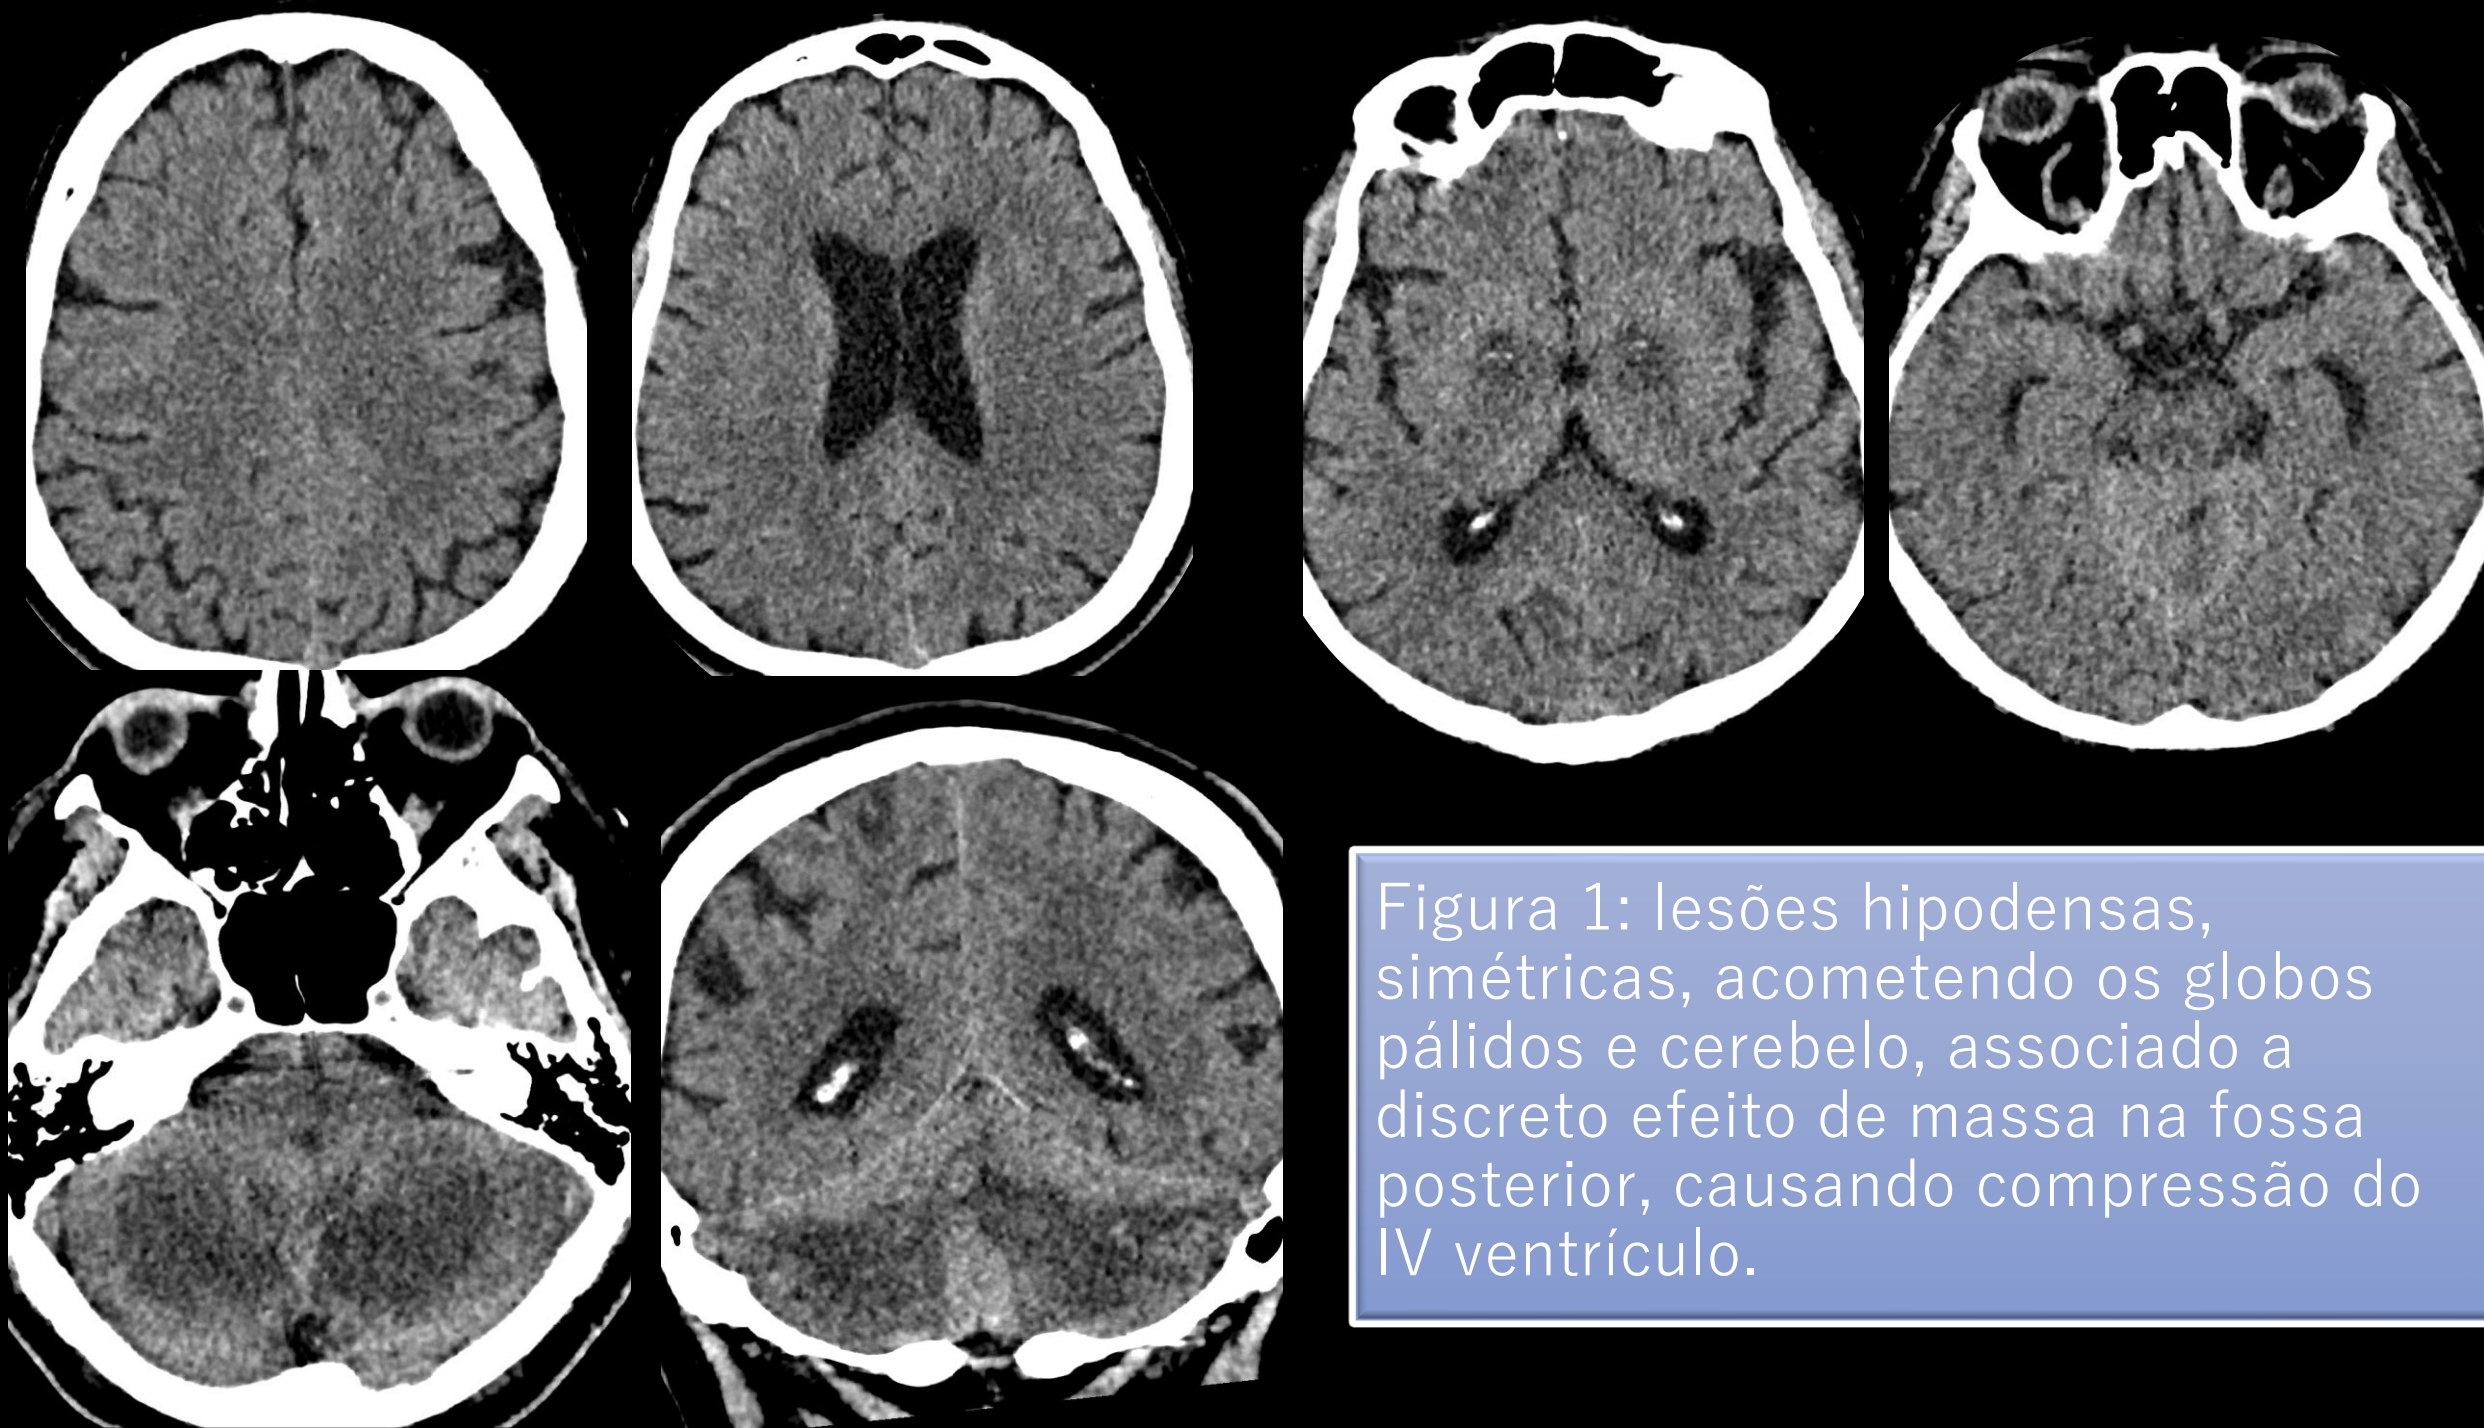 Figura 1: lesões hipodensas,
simétricas, acometendo os globos
pálidos e cerebelo, associado a
discreto efeito de massa na fossa
posterior, causando compressão do
IV ventrículo.